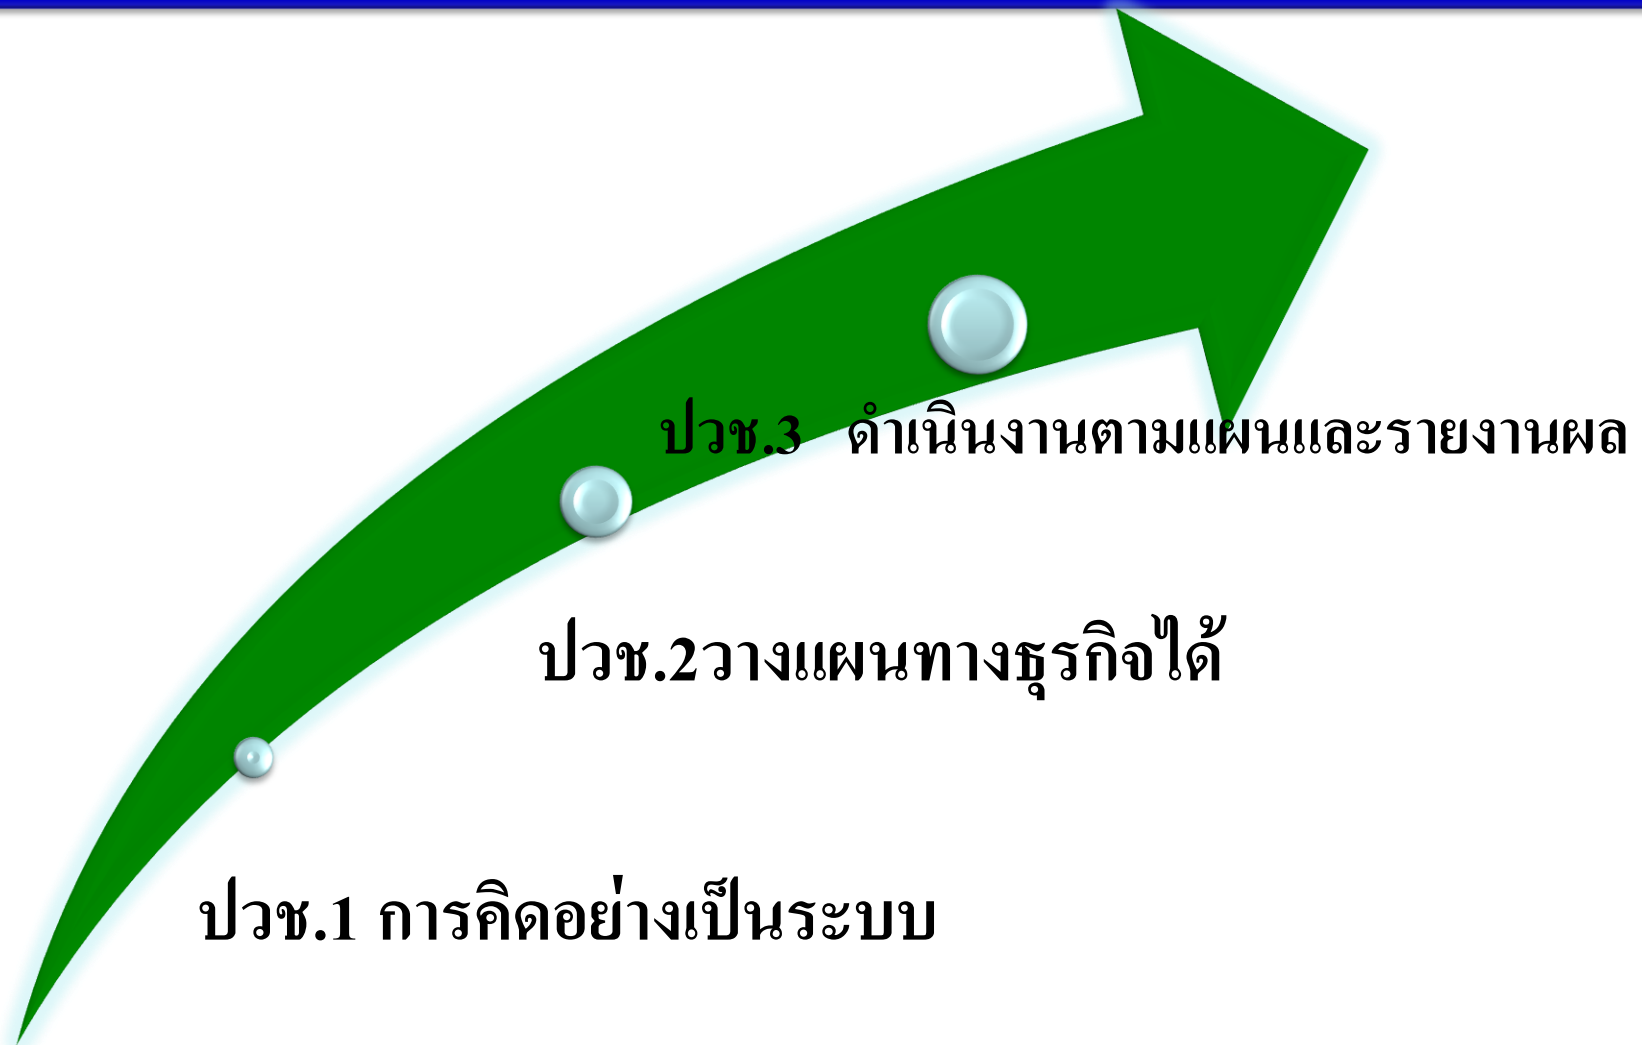 ปวช.3 ดำเนินงานตามแผนและรายงานผล
ปวช.2วางแผนทางธุรกิจได้
ปวช.1 การคิดอย่างเป็นระบบ